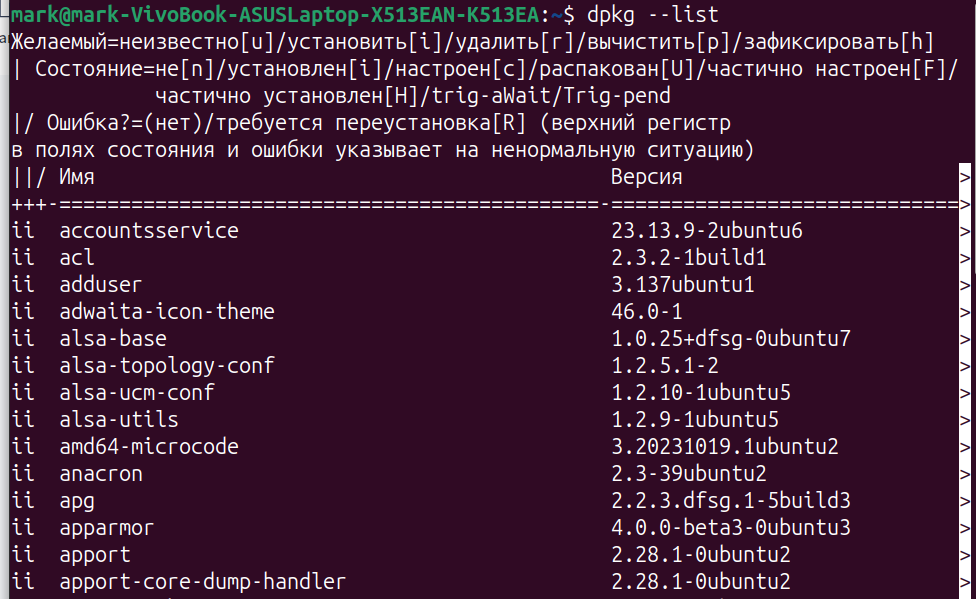 mark@mark-VivoBook-ASUSLaptop-X513EAN-K513EA:~$ dpkg --list
Желаемый=неизвестно[u]/установить[i]/удалить[r]/вычистить[p]/зафиксировать[h]
| Состояние=не[n]/установлен[i]/настроен[c]/распакован[U]/частично настроен[F]/
            частично установлен[H]/trig-aWait/Trig-pend
|/ Ошибка?=(нет)/требуется переустановка[R] (верхний регистр
в полях состояния и ошибки указывает на ненормальную ситуацию)
||/ Имя                                           Версия                       >
+++-=============================================-=============================>
ii  accountsservice                               23.13.9-2ubuntu6             >
ii  acl                                           2.3.2-1build1                >
ii  adduser                                       3.137ubuntu1                 >
ii  adwaita-icon-theme                            46.0-1                       >
ii  alsa-base                                     1.0.25+dfsg-0ubuntu7         >
ii  alsa-topology-conf                            1.2.5.1-2                    >
ii  alsa-ucm-conf                                 1.2.10-1ubuntu5              >
ii  alsa-utils                                    1.2.9-1ubuntu5               >
ii  amd64-microcode                               3.20231019.1ubuntu2          >
ii  anacron                                       2.3-39ubuntu2                >
ii  apg                                           2.2.3.dfsg.1-5build3         >
ii  apparmor                                      4.0.0-beta3-0ubuntu3         >
ii  apport                                        2.28.1-0ubuntu2              >
ii  apport-core-dump-handler                      2.28.1-0ubuntu2              >